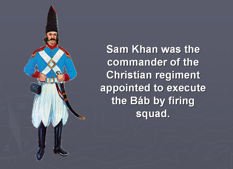 Sam Khan was the
commander of the
Christian regiment
appointed to execute
the Báb by firing
squad.